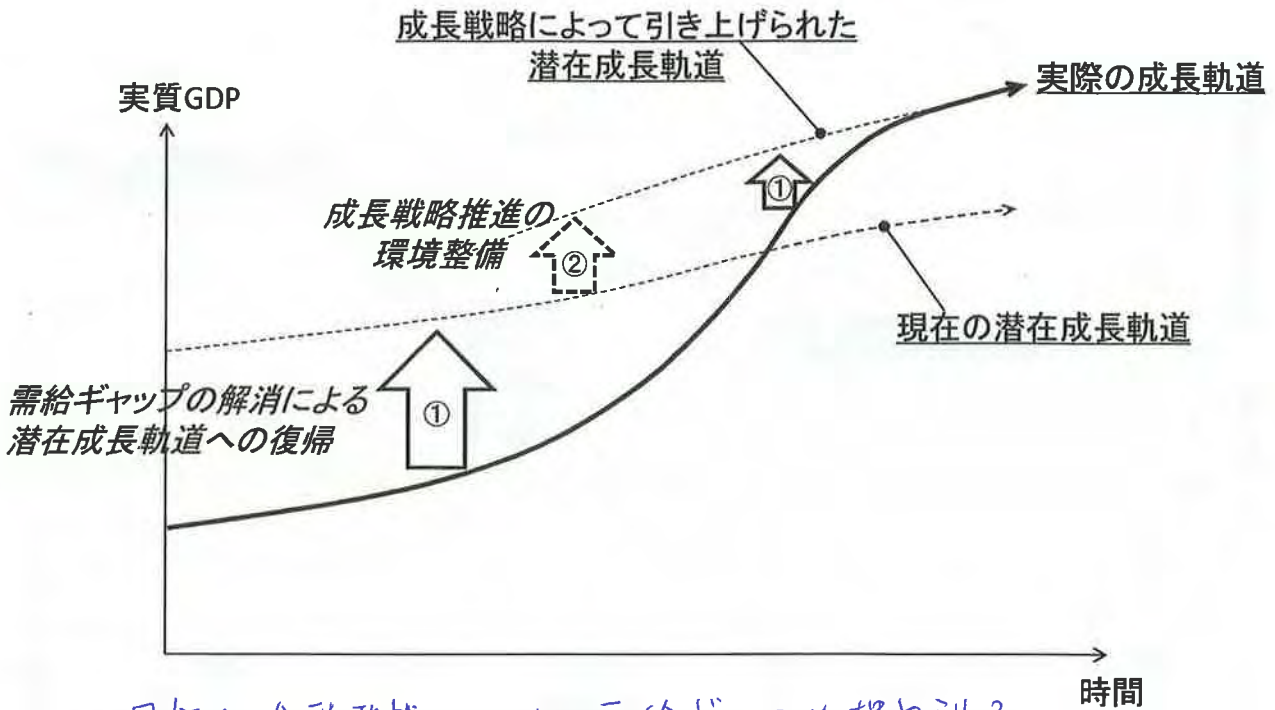 成長戦略によって引き上げられた
潜在成長軌道
実際の成長軌道
実質GDP
①
成長戦略推進の
環境整備
②
現在の潜在成長軌道
需給ギャップの解消による
潜在成長軌道への復帰
①
時間